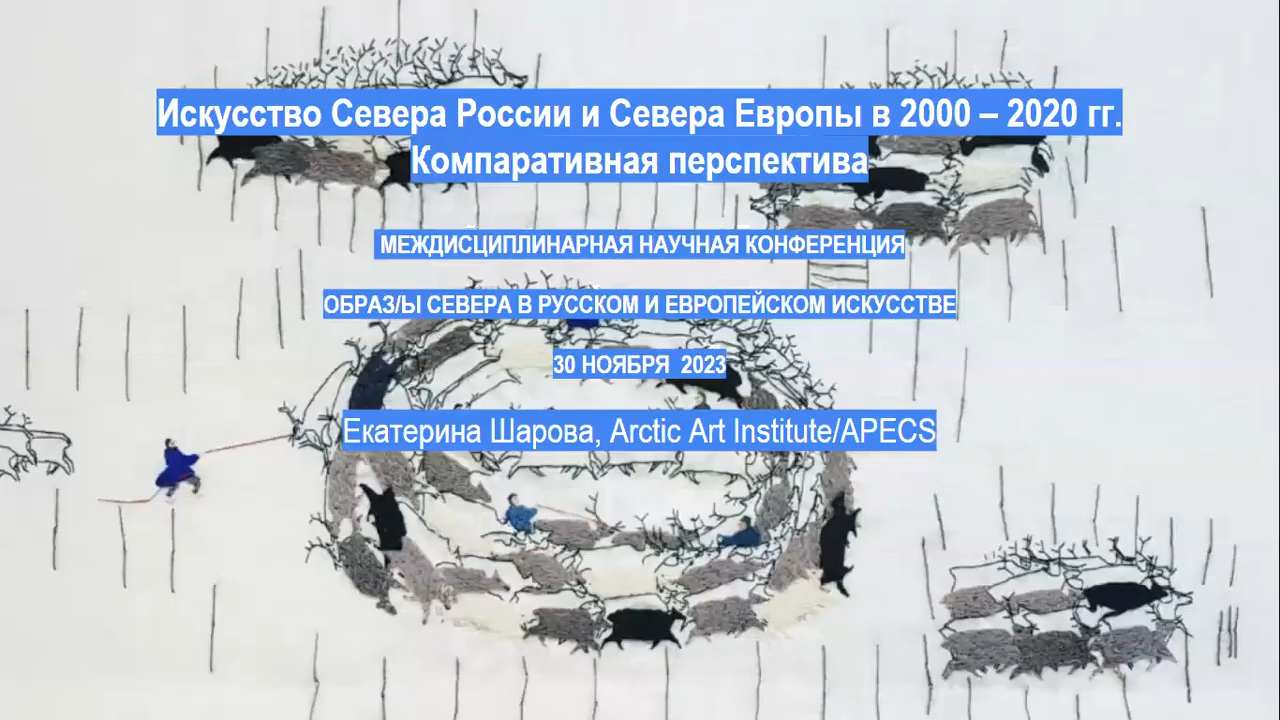 Искусство Севера России и Севера Европы в 2000 – 2020 гг.
Компаративная перспектива
МЕЖДИСЦИПЛИНАРНАЯ НАУЧНАЯ КОНФЕРЕНЦИЯ
ОБРАЗ/Ы СЕВЕРА В РУССКОМ И ЕВРОПЕЙСКОМ ИСКУССТВЕ
30 НОЯБРЯ 2023
Екатерина Шарова, Arctic Art Institute/APECS